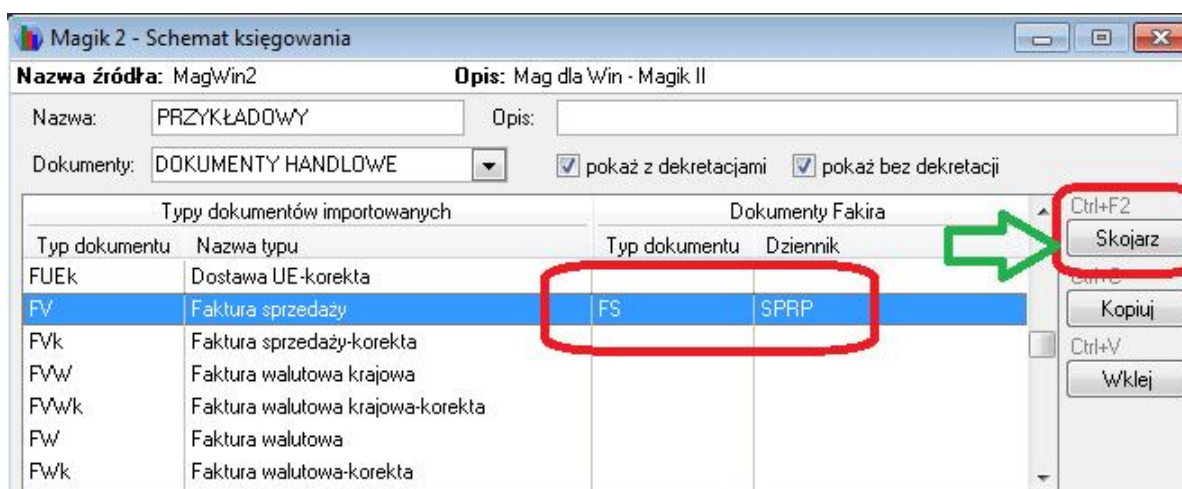 Magik 2 - Schemat księgowania
Nazwa źródła: MagWin2 Opis: Mag dla Win - Magik II
Nazwa: PRZYKŁADOWY Opis:
Dokumenty: DOKUMENTY HANDLOWE pokaż z dekretacjami pokaż bez dekretacji
Typy dokumentów importowanych Dokumenty Fakira Ctrl+F2
Typ dokumentu Nazwa typu Typ dokumentu Dziennik Skojarz
FUEk Dostawa UE-korekta Ctrl+C
FV Faktura sprzedaży FS SPRP Kopiuj
FVk Faktura sprzedaży-korekta Ctrl+V
FVW Faktura walutowa krajowa Wklej
FVWk Faktura walutowa krajowa-korekta
FW Faktura walutowa
FWk Faktura walutowa-korekta